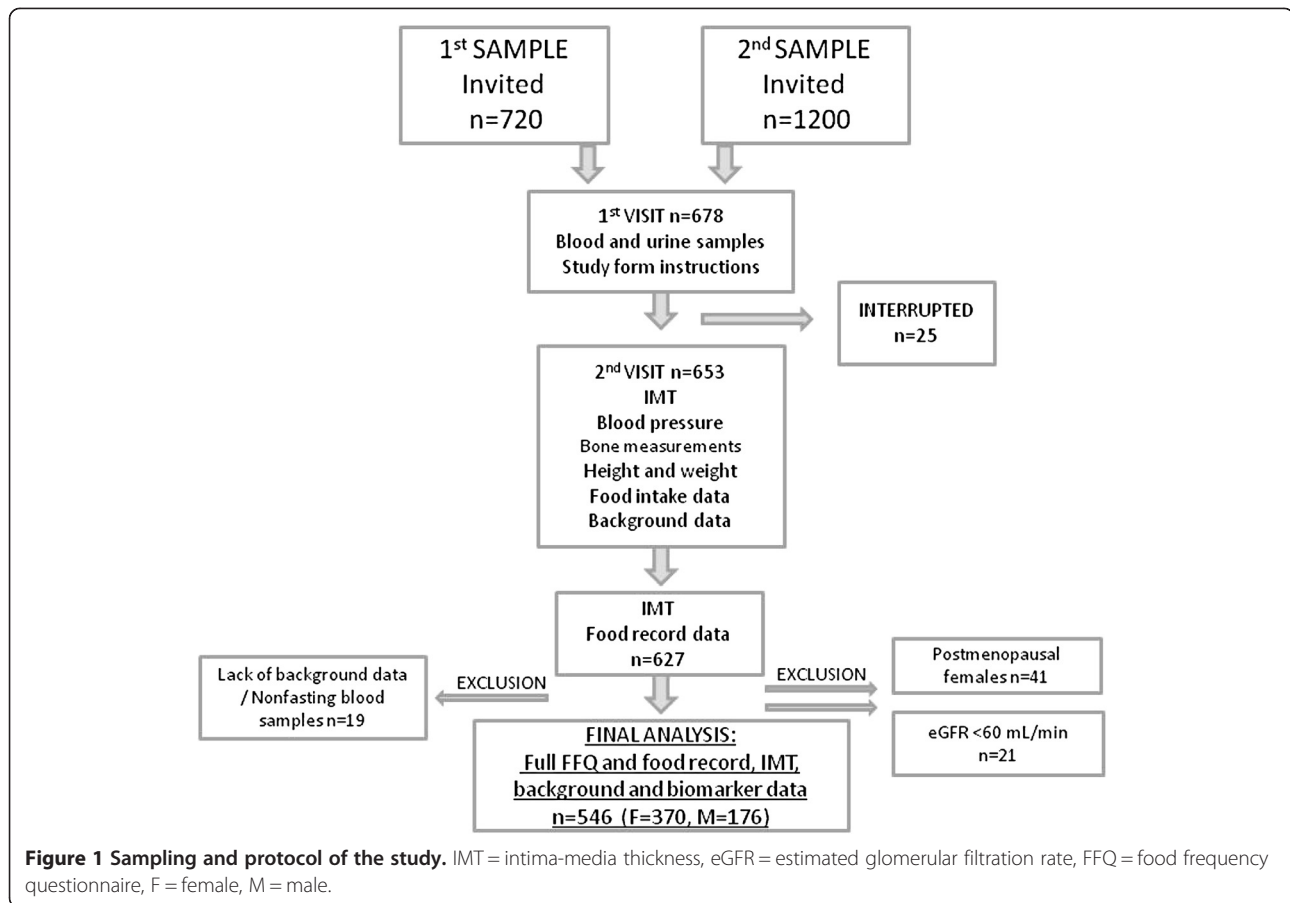 1st SAMPLE
Invited
n=720
2nd SAMPLE
Invited
n=1200
1st VISIT n=678
Blood and urine samples
Study form instructions
INTERRUPTED
n=25
2nd VISIT n=653
IMT
Blood pressure
Bone measurements
Height and weight
Food intake data
Background data
IMT
Food record data
n=627
Lack of background data
/ Nonfasting blood
samples n=19
EXCLUSION
EXCLUSION
Postmenopausal
females n=41
eGFR <60 mL/min
n=21
FINAL ANALYSIS:
Full FFQ and food record, IMT,
background and biomarker data
n=546 (F=370, M=176)
Figure 1 Sampling and protocol of the study. IMT = intima-media thickness, eGFR = estimated glomerular filtration rate, FFQ = food frequency
questionnaire, F = female, M = male.